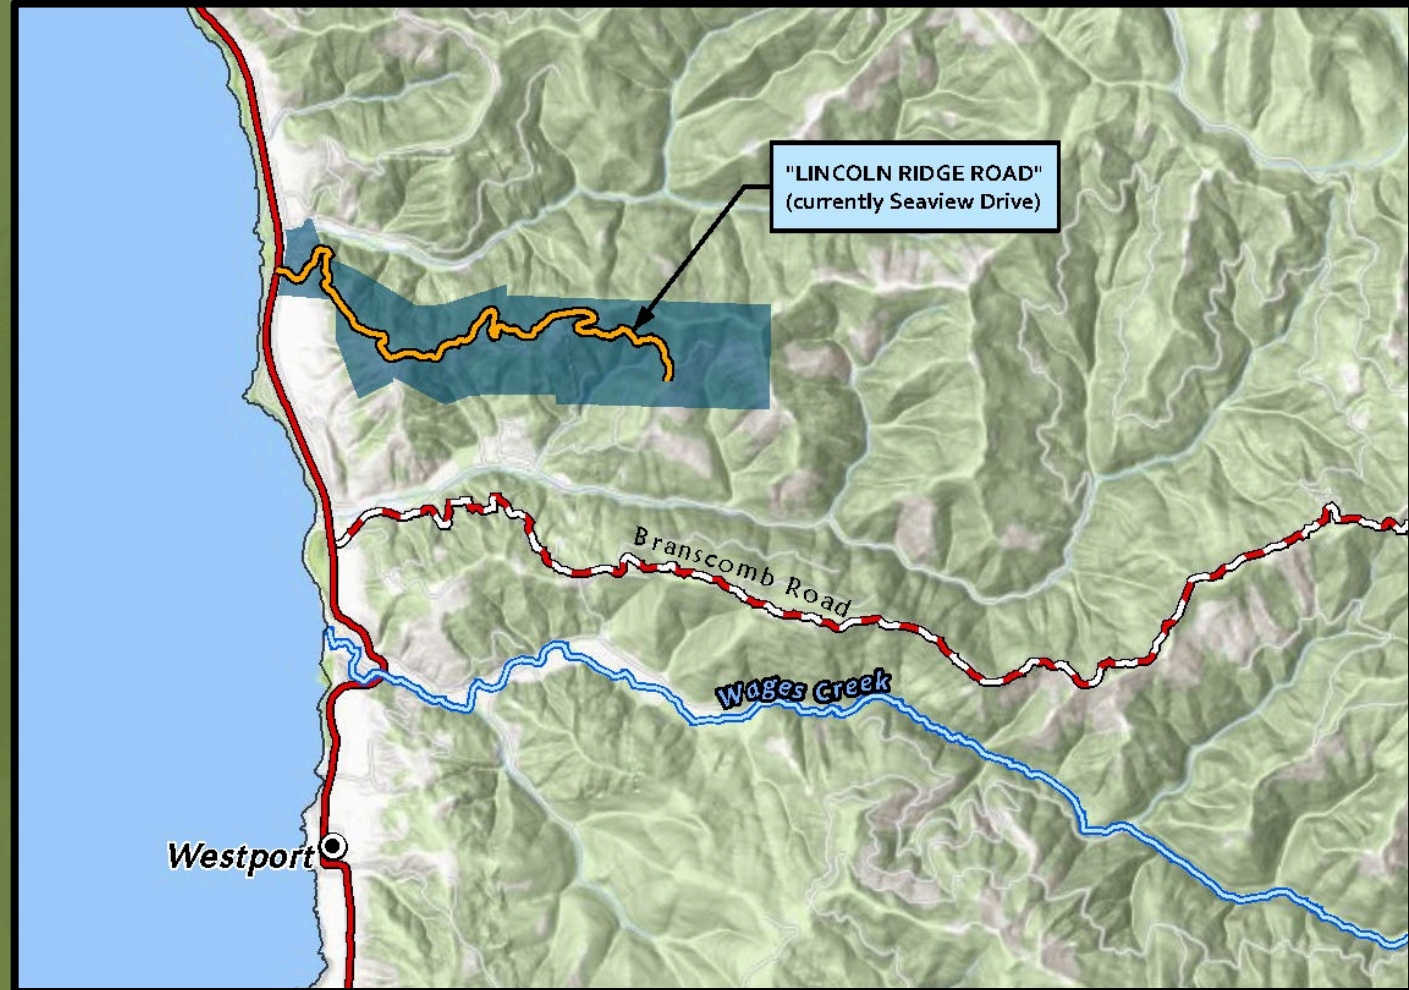 "LINCOLN RIDGE ROAD"
(currently Seaview Drive)
Branscomb Road
Wages Creek
Westport